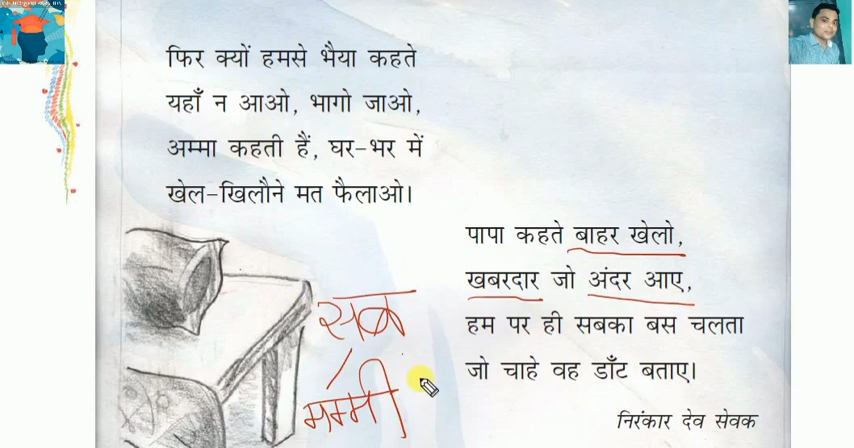 फिर क्यों हमसे भैया कहते
यहाँ न आओ, भागो जाओ,
अम्मा कहती हैं, घर-भर में
खेल-खिलौने मत फैलाओ।
पापा कहते बाहर खेलो,
खबरदार जो अंदर आए,
हम पर ही सबका बस चलता
जो चाहे वह डाँट बताए।
निरंकार देव सेवक
सब
मम्मी